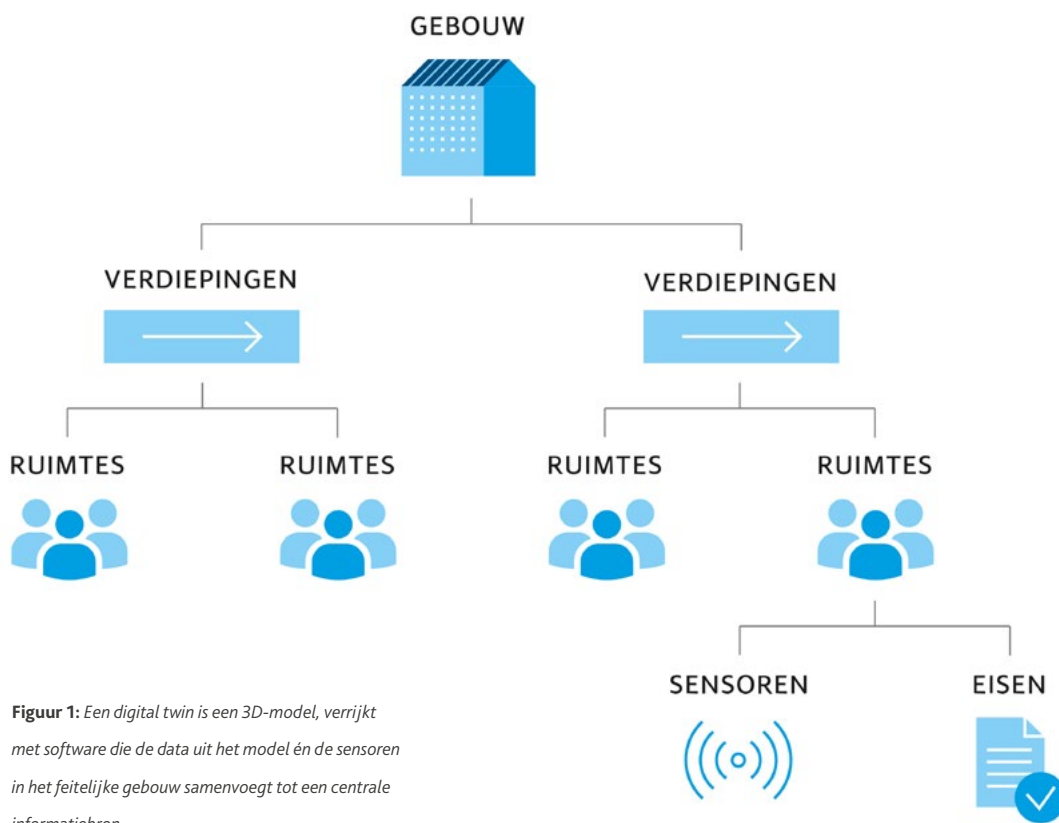 GEBOUW
VERDIEPINGEN
VERDIEPINGEN
RUIMTES
RUIMTES
RUIMTES
RUIMTES
SENSOREN
EISEN
Figuur 1: Een digital twin is een 3D-model, verrijkt
met software die de data uit het model én de sensoren
in het feitelijke gebouw samenvoegt tot een centrale
informatiebron